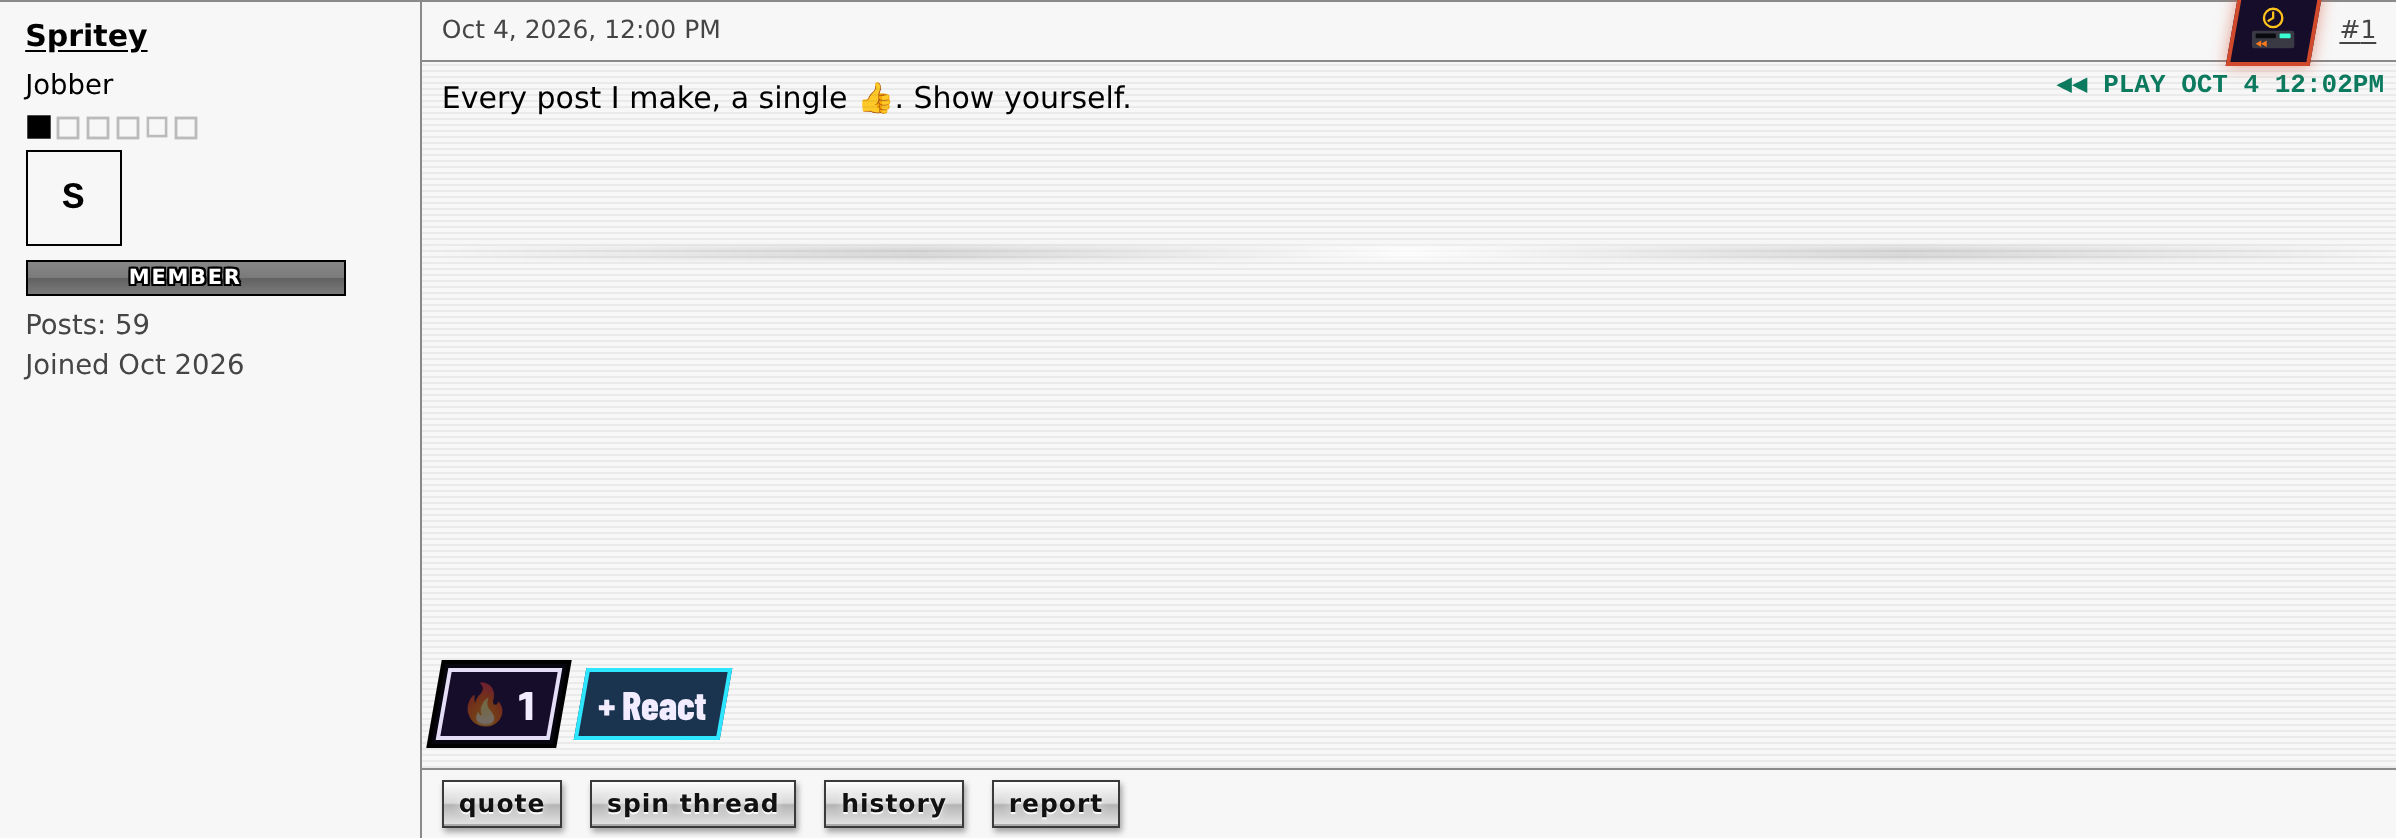 Spritey
Jobber
S
MEMBER
Posts: 59
Joined Oct 2026
Oct 4, 2026, 12:00 PM
#1
◀◀ PLAY OCT 4 12:02PM
Every post I make, a single 👍. Show yourself.
🔥 1
+ React
quote
spin thread
history
report